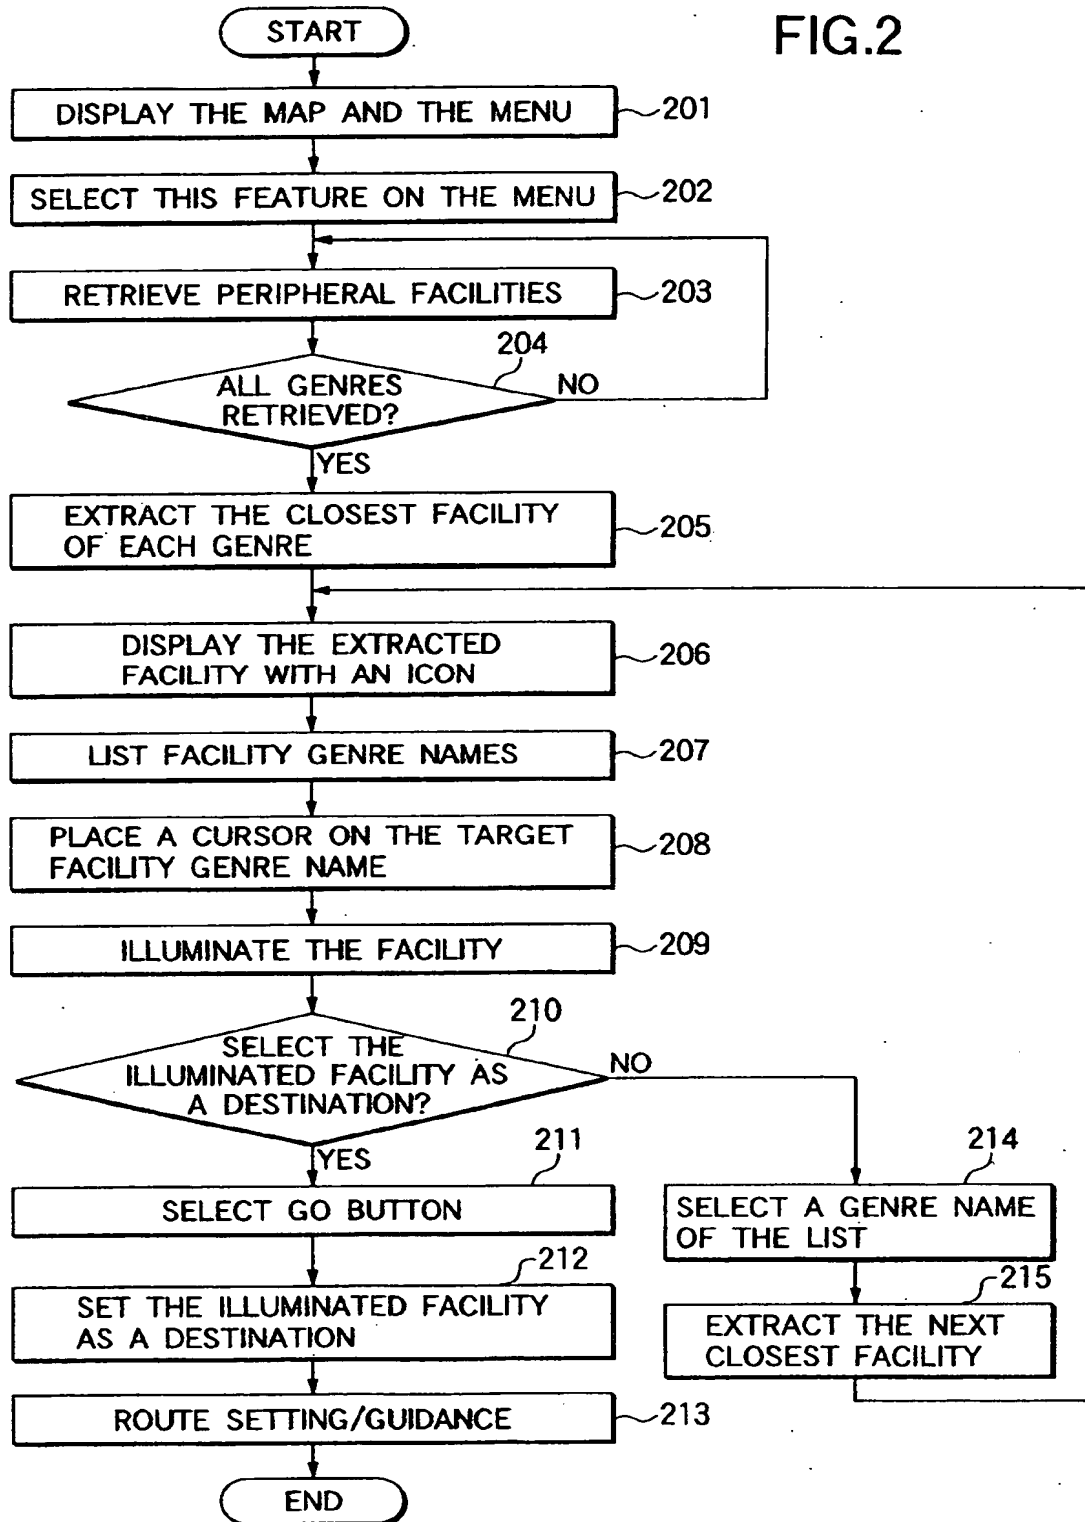 FIG.2
START
DISPLAY THE MAP AND THE MENU
201
SELECT THIS FEATURE ON THE MENU
202
RETRIEVE PERIPHERAL FACILITIES
203
204
ALL GENRES
RETRIEVED?
NO
YES
EXTRACT THE CLOSEST FACILITY
OF EACH GENRE
205
DISPLAY THE EXTRACTED
FACILITY WITH AN ICON
206
LIST FACILITY GENRE NAMES
207
PLACE A CURSOR ON THE TARGET
FACILITY GENRE NAME
208
ILLUMINATE THE FACILITY
209
210
SELECT THE
ILLUMINATED FACILITY AS
A DESTINATION?
NO
YES
211
SELECT GO BUTTON
212
SET THE ILLUMINATED FACILITY
AS A DESTINATION
ROUTE SETTING/GUIDANCE
213
END
214
SELECT A GENRE NAME
OF THE LIST
215
EXTRACT THE NEXT
CLOSEST FACILITY